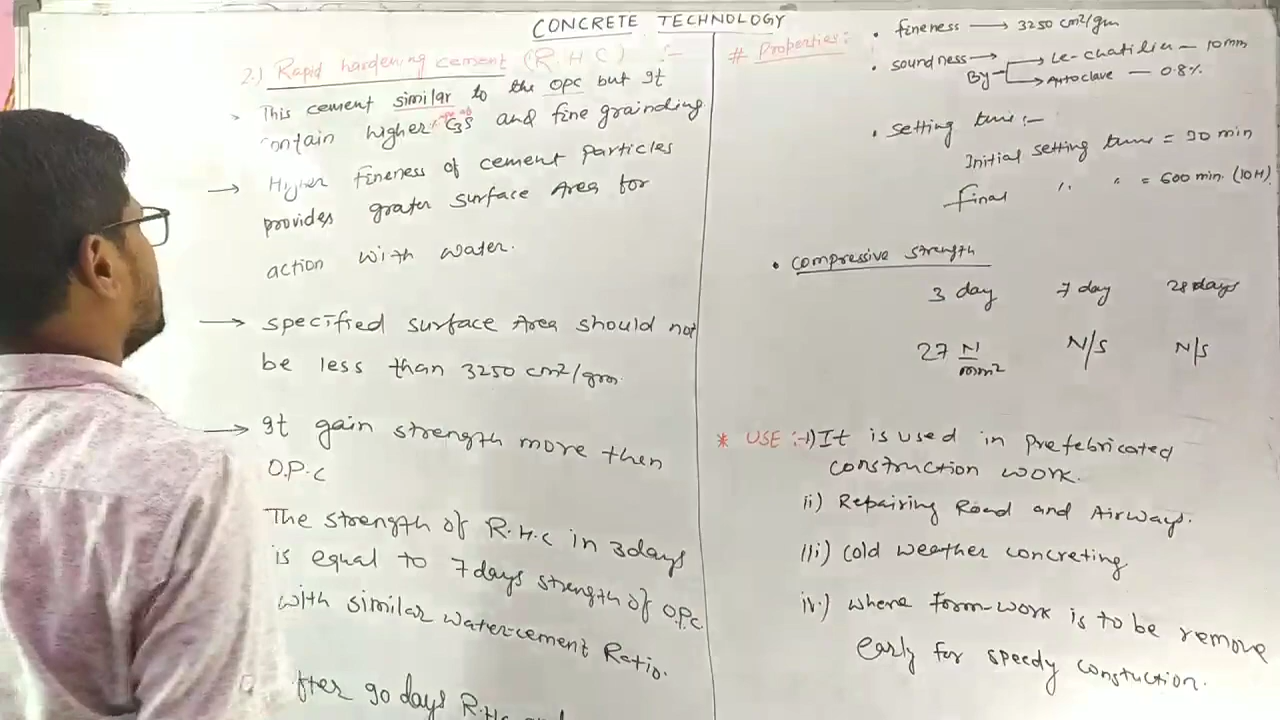 CONCRETE TECHNOLOGY
2.) Rapid hardening cement (R.H.C) :-
This cement similar to the OPC but It
contain higher C3S and fine grainding
→ Higher fineness of cement particles
provides grater surface Area for
action with water.
→ specified surface Area should not
be less than 3250 cm²/gm
→ It gain strength more then
O.P.C
The strength of R.H.C in 3days
is equal to 7days strength of O.P.C
with similar water-cement Ratio.
fter 90 days R.H.C
# Properties:
• fineness → 3250 cm²/gm
• soundness →
By → Le-chatilier - 10mm
→ Autoclave - 0.8%
• setting time :-
Initial setting time = 30 min
final " " = 600 min. (10H)
• compressive strength
3 day 7 day 28 days
27 N/mm² N/S N/S
* USE :- i) It is used in prefebricated
construction work.
ii) Repairing Road and Airways.
iii) cold weather concreting
iv.) where form-work is to be remove
early for speedy constuction.